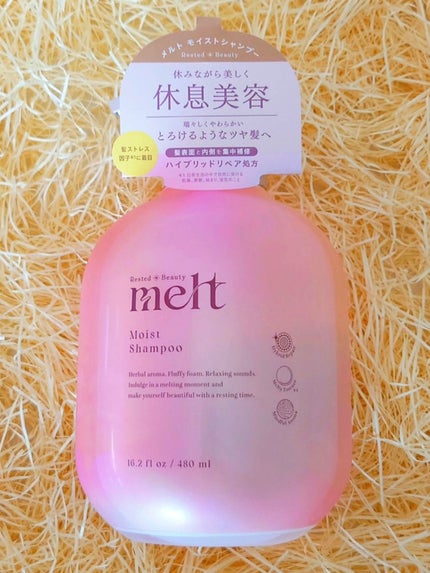 メルト モイストシャンプー
Rested Beauty
休みながら美しく
休息美容
瑞々しくやわらかい
とろけるようなツヤ髪へ
髪ストレス
因子※1に着目
髪表面と内側を集中補修
ハイブリッドリペア処方
Rested Beauty
melt
Moist
Shampoo
Herbal aroma. Fluffy foam. Relaxing sounds.
Indulge in a melting moment and
make yourself beautiful with a resting time.
Hybrid Repair
16.2 fl oz / 480 ml